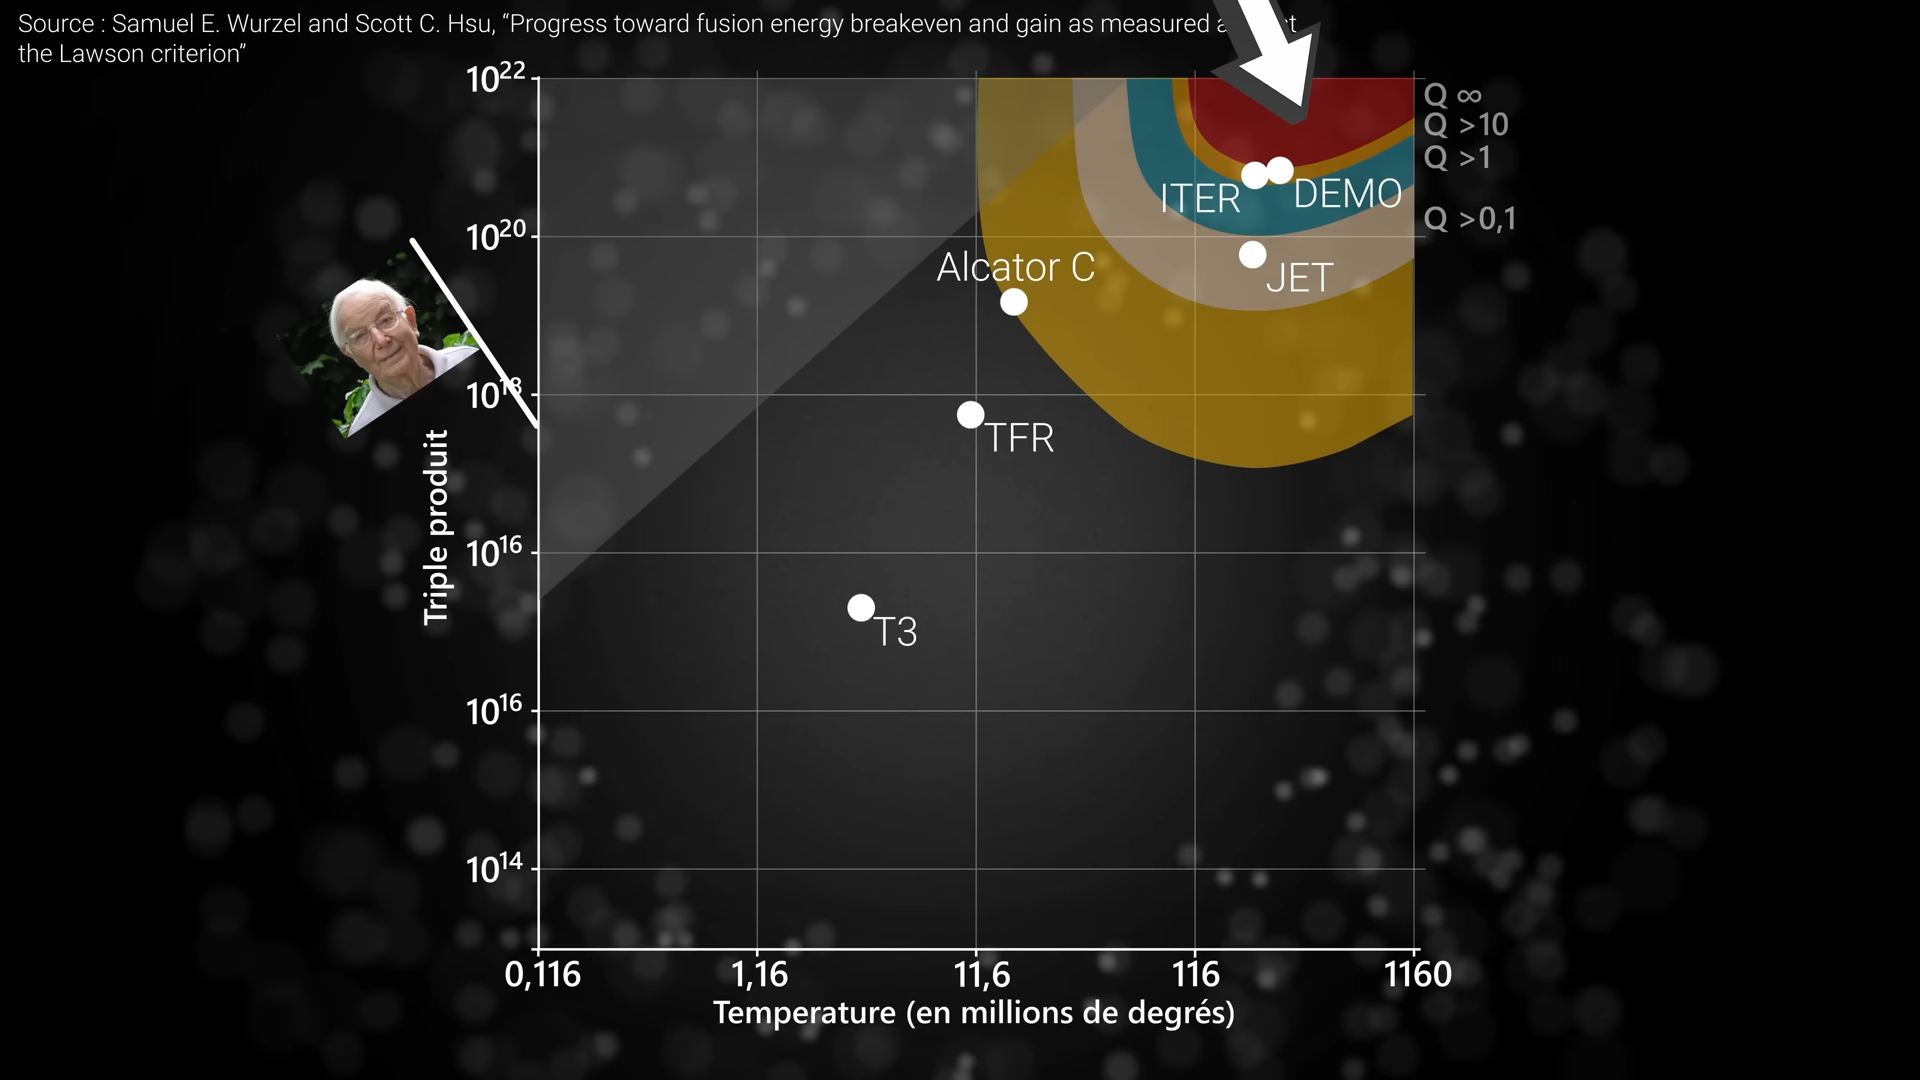 Source : Samuel E. Wurzel and Scott C. Hsu, “Progress toward fusion energy breakeven and gain as measured
the Lawson criterion”
10²²
Q ∞
Q >10
Q >1
ITER
DEMO
Q >0,1
10²⁰
Alcator C
JET
TFR
Triple produit
10¹⁶
T3
10¹⁶
10¹⁴
0,116
1,16
11,6
116
1160
Temperature (en millions de degrés)